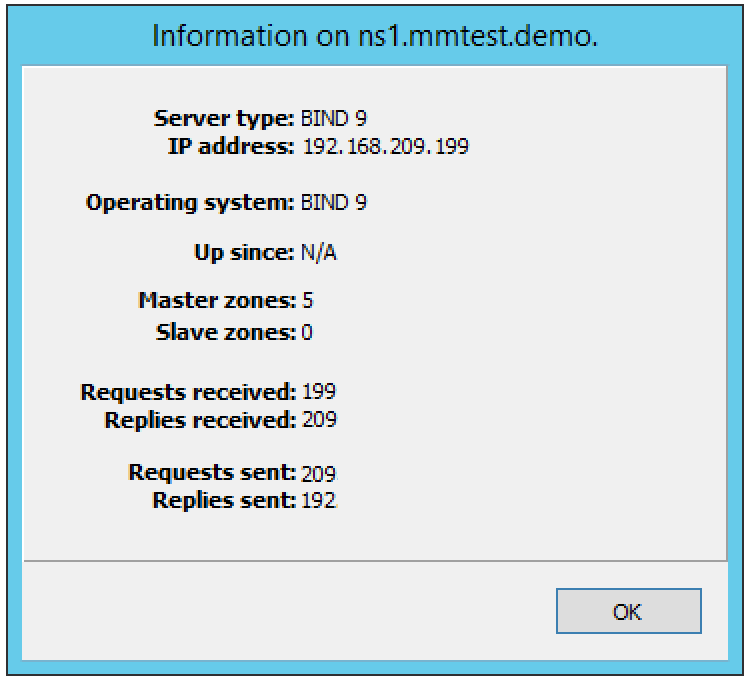 Information on ns1.mmtest.demo.
Server type: BIND 9
IP address: 192.168.209.199
Operating system: BIND 9
Up since: N/A
Master zones: 5
Slave zones: 0
Requests received: 199
Replies received: 209
Requests sent: 209
Replies sent: 192
OK